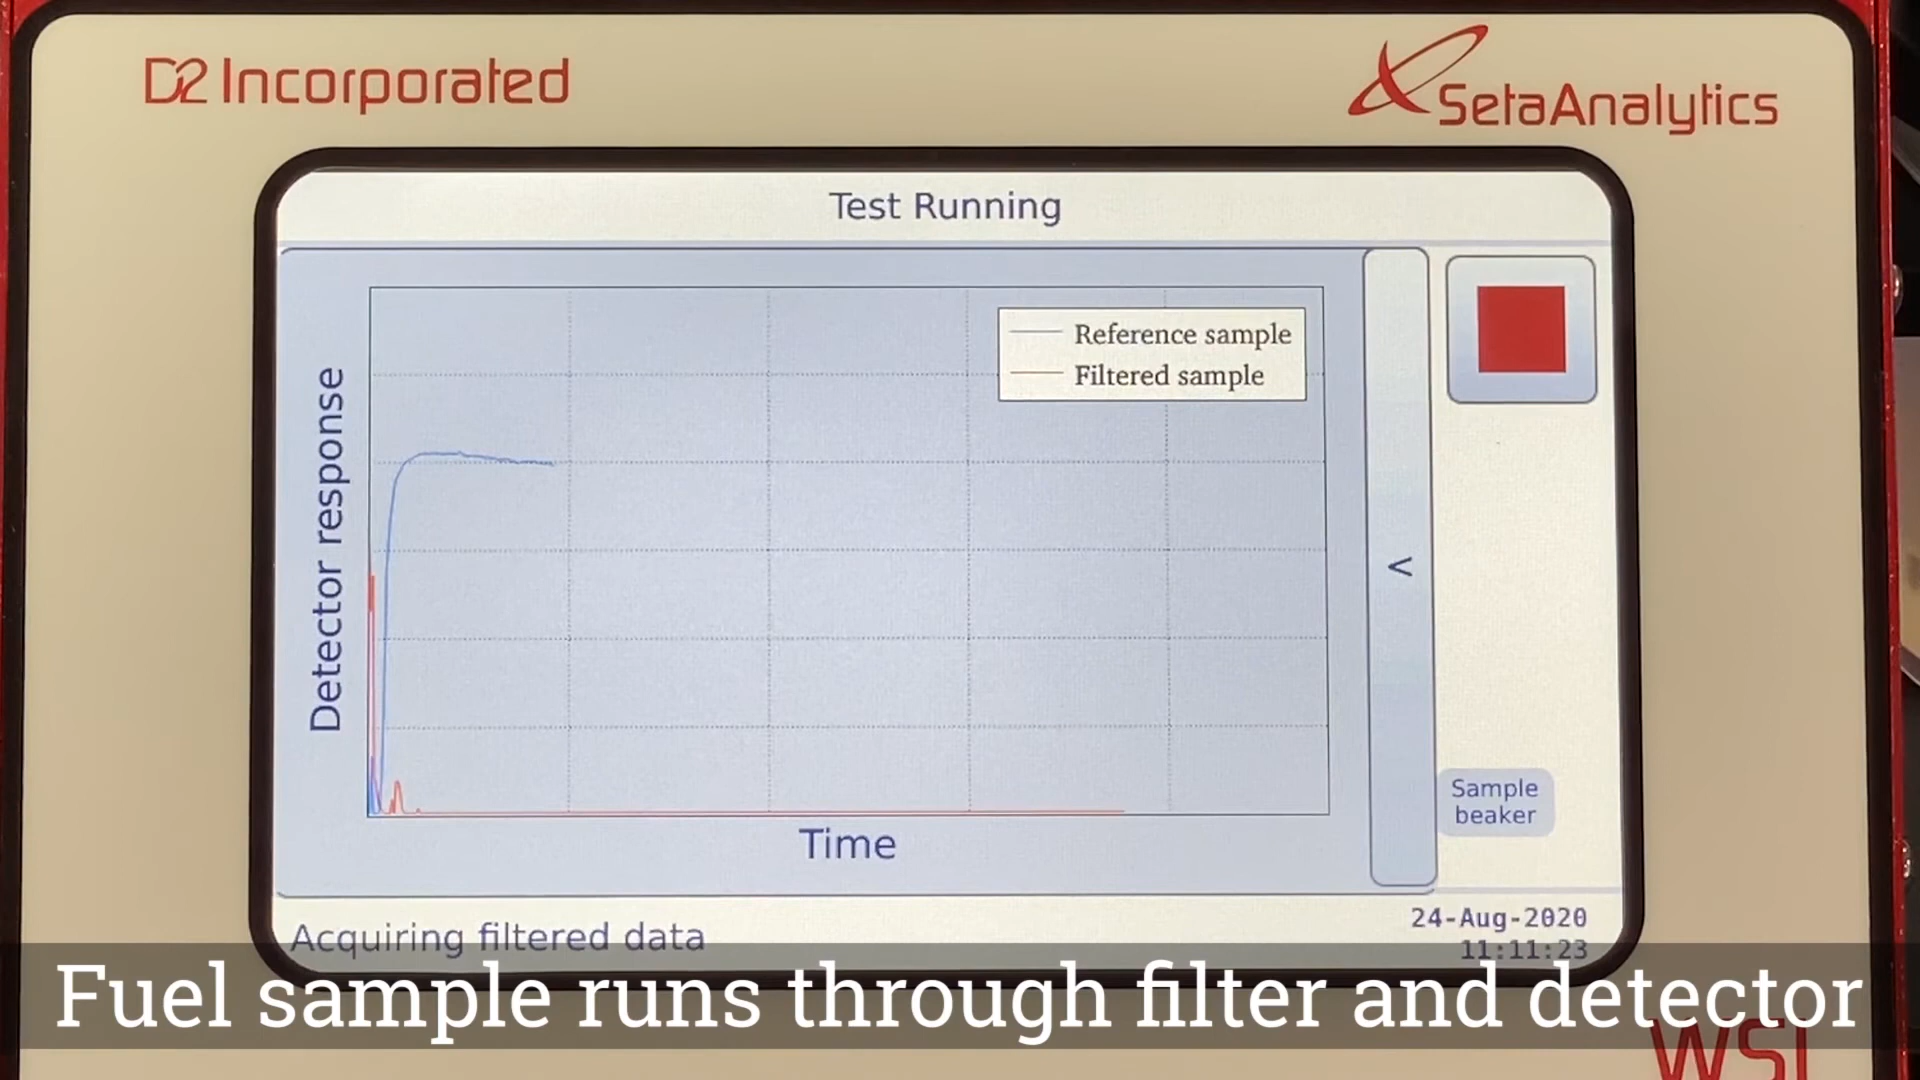 D2 Incorporated
SetaAnalytics
Test Running
Reference sample
Filtered sample
Detector response
<
Sample
beaker
Time
Acquiring filtered data
24-Aug-2020
11:11:23
Fuel sample runs through filter and detector
WSI